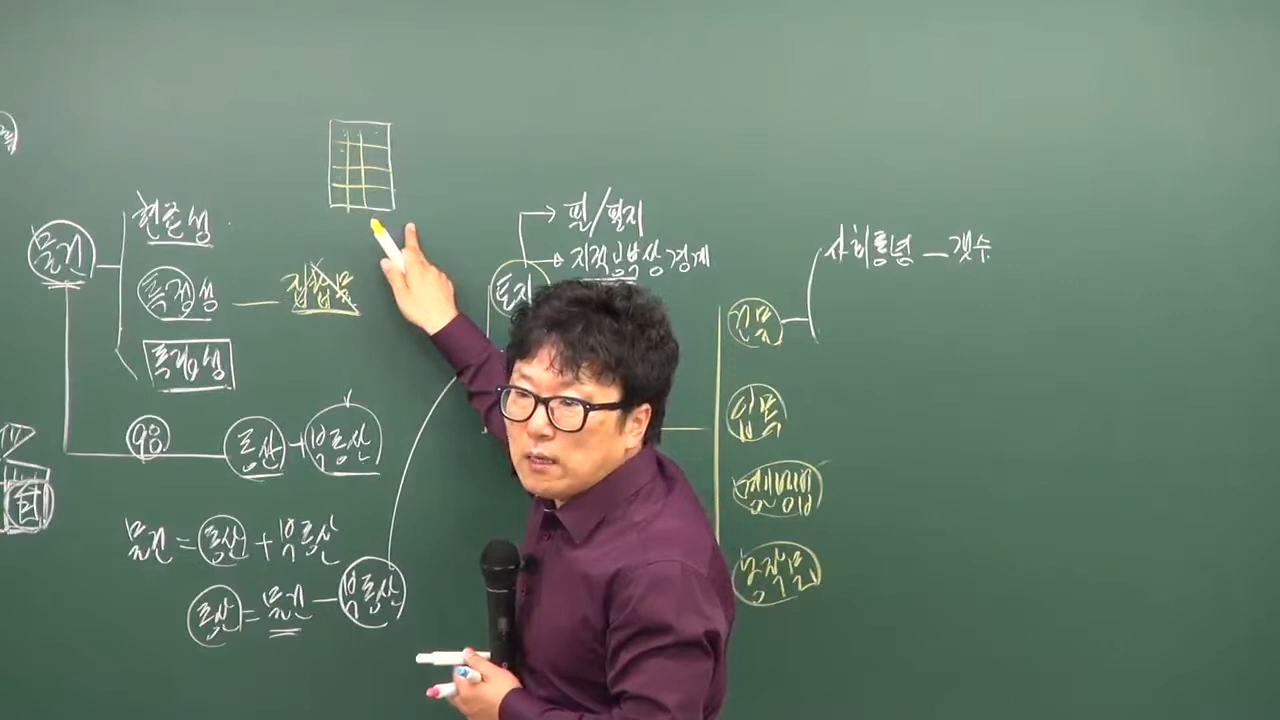 물건
현존생
특정성
집합물
특립성
99
동산 + 부동산
물건 = 동산 + 부동산
동산 = 물건 - 부동산
토지
필/필지
지적공부상 경계
건물
사회통념 - 갯수
입목
명인방법
농작물